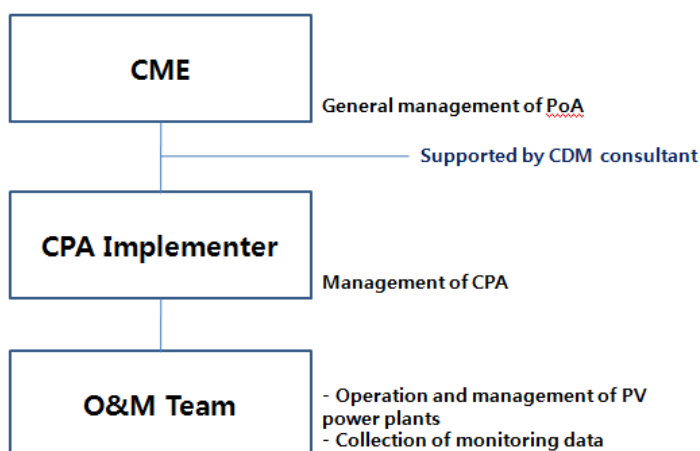 CME
General management of PoA
Supported by CDM consultant
CPA Implementer
Management of CPA
O&M Team
- Operation and management of PV
power plants
- Collection of monitoring data